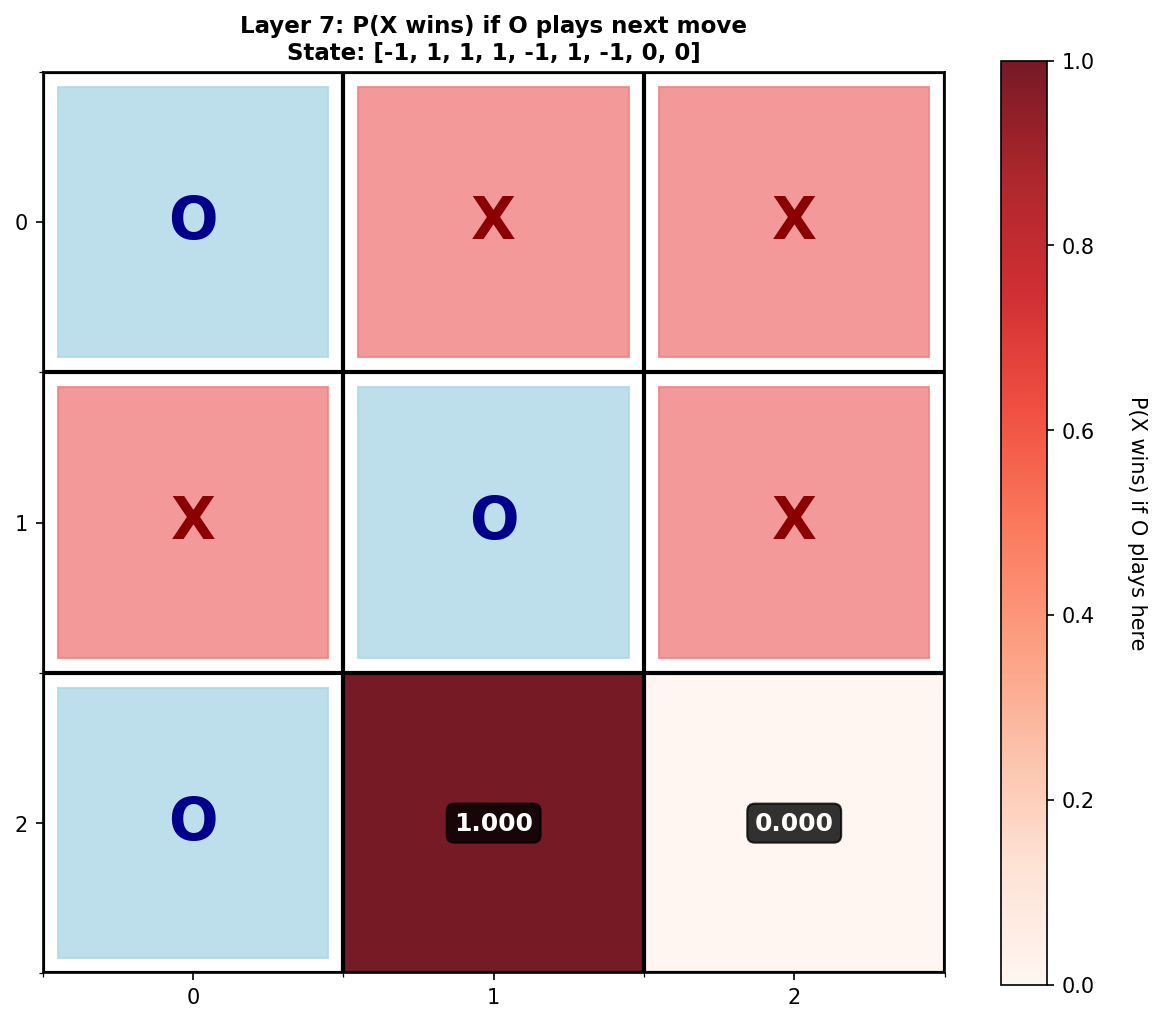 Layer 7: P(X wins) if O plays next move
State: [-1, 1, 1, 1, -1, 1, -1, 0, 0]
0
O
X
X
1
X
O
X
2
O
1.000
0.000
0
1
2
1.0
0.8
0.6
0.4
0.2
0.0
P(X wins) if O plays here